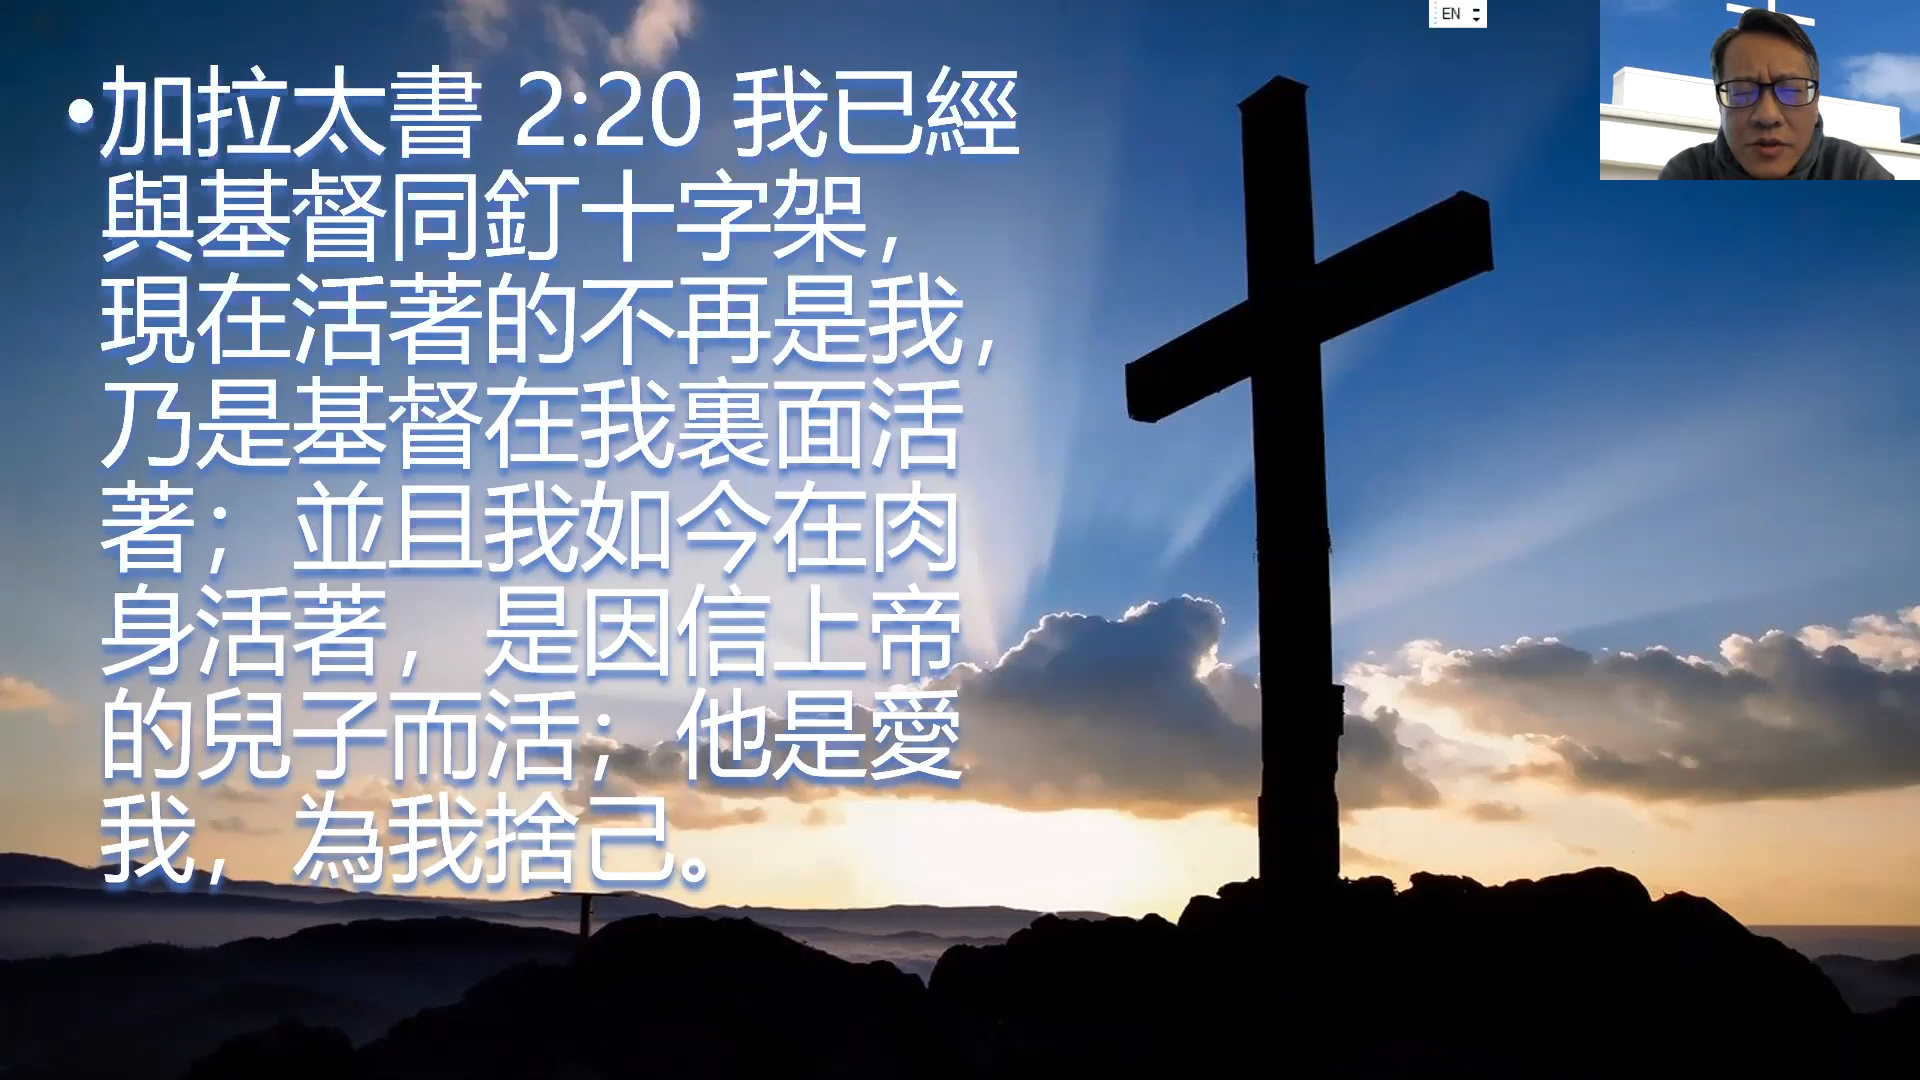 •加拉太書 2:20 我已經
與基督同釘十字架，
現在活著的不再是我，
乃是基督在我裏面活
著；並且我如今在肉
身活著，是因信上帝
的兒子而活；他是愛
我，為我捨己。
EN